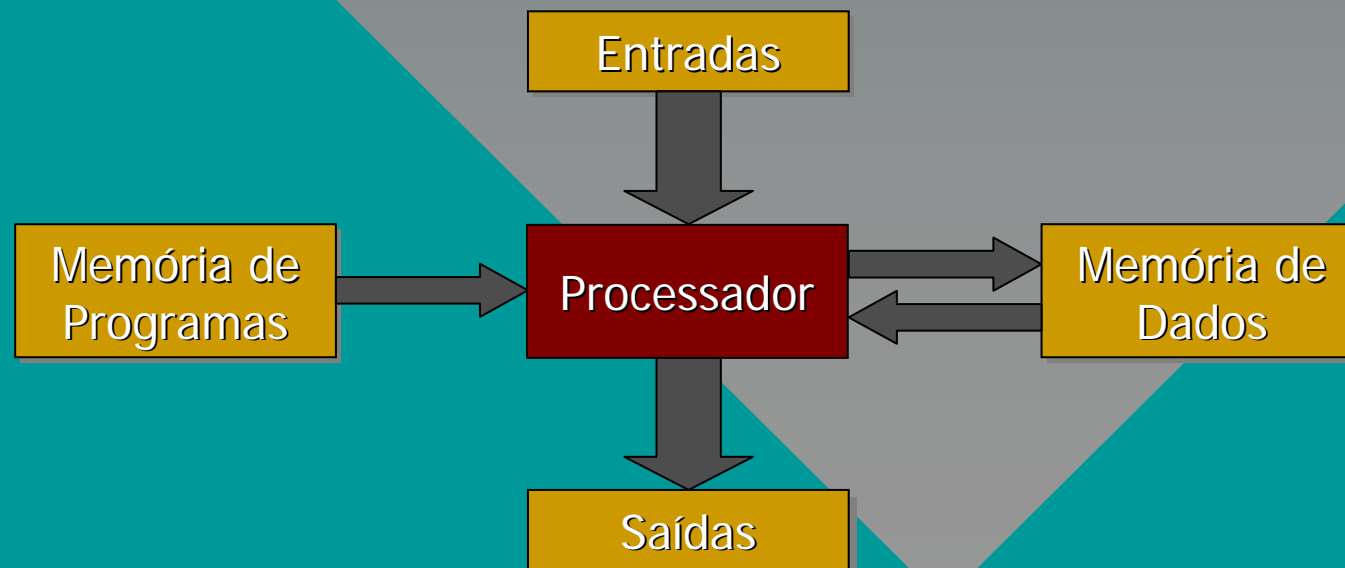 Entradas
Memória de
Programas
Processador
Memória de
Dados
Saídas